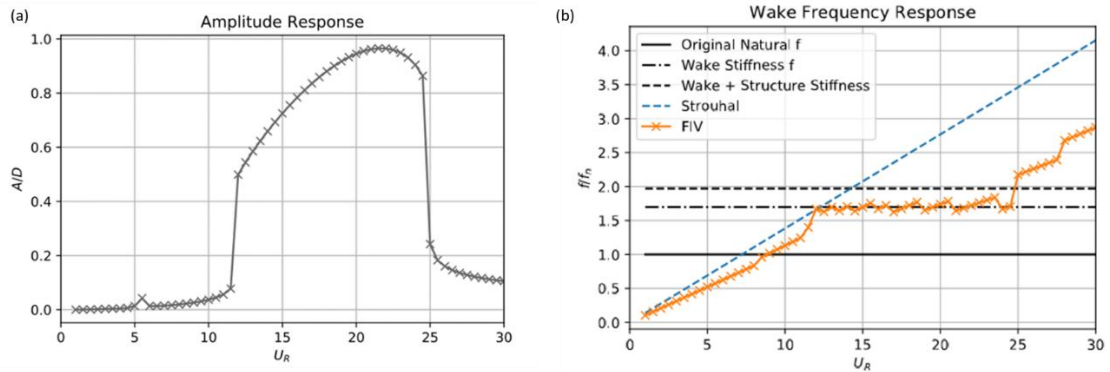 (a)
Amplitude Response
1.0
0.8
0.6
0.4
0.2
0.0
A/D
0 5 10 15 20 25 30
U_R
(b)
Wake Frequency Response
Original Natural f
Wake Stiffness f
Wake + Structure Stiffness
Strouhal
FIV
4.0
3.5
3.0
2.5
2.0
1.5
1.0
0.5
0.0
f/f_n
0 5 10 15 20 25 30
U_R